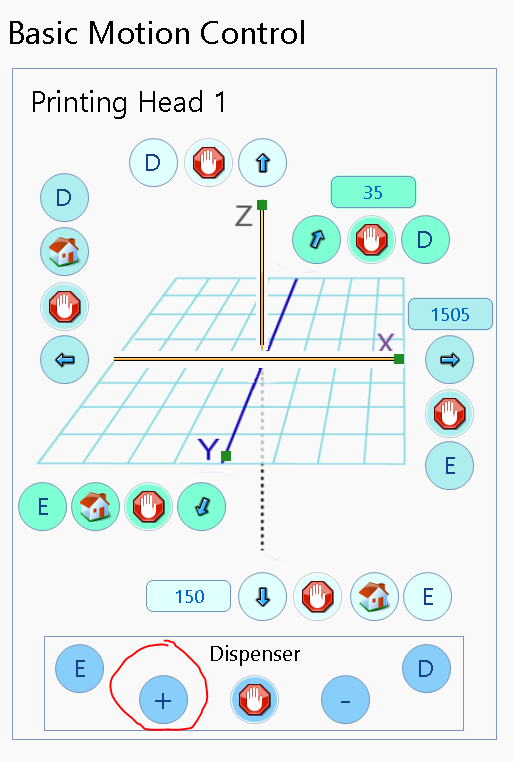 Basic Motion Control
Printing Head 1
D
D
35
Z
D
1505
X
Y
E
E
150
E
Dispenser
E
D
+
-